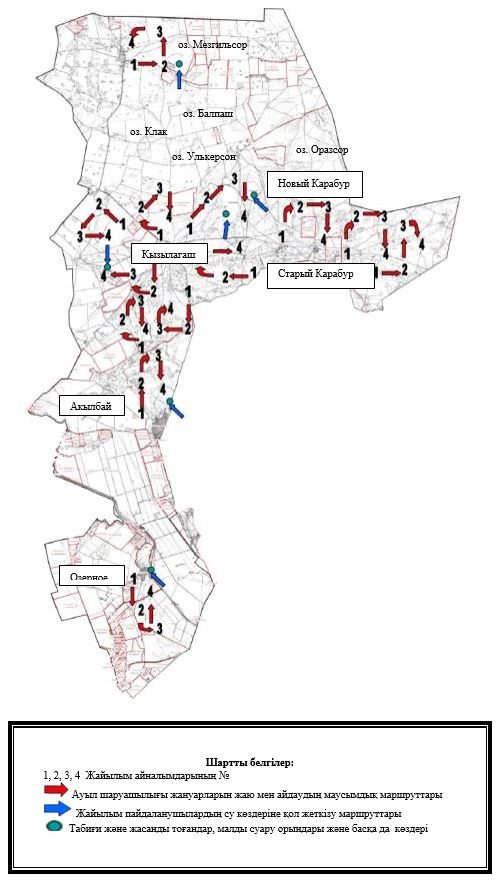 оз. Мезгильсор
оз. Балпаш
оз. Клак
оз. Улькерсон
оз. Оразсор
Новый Карабур
Кызылагаш
Старый Карабур
Акылбай
Озерное
Шартты белгілер:
1, 2, 3, 4 Жайылым айналымдарының №
Ауыл шаруашылығы жануарларын жаю мен айдаудың маусымдық маршруттары
Жайылым пайдаланушылардың су көздеріне қол жеткізу маршруттары
Табиғи және жасанды тоғандар, малды суару орындары және басқа да көздері